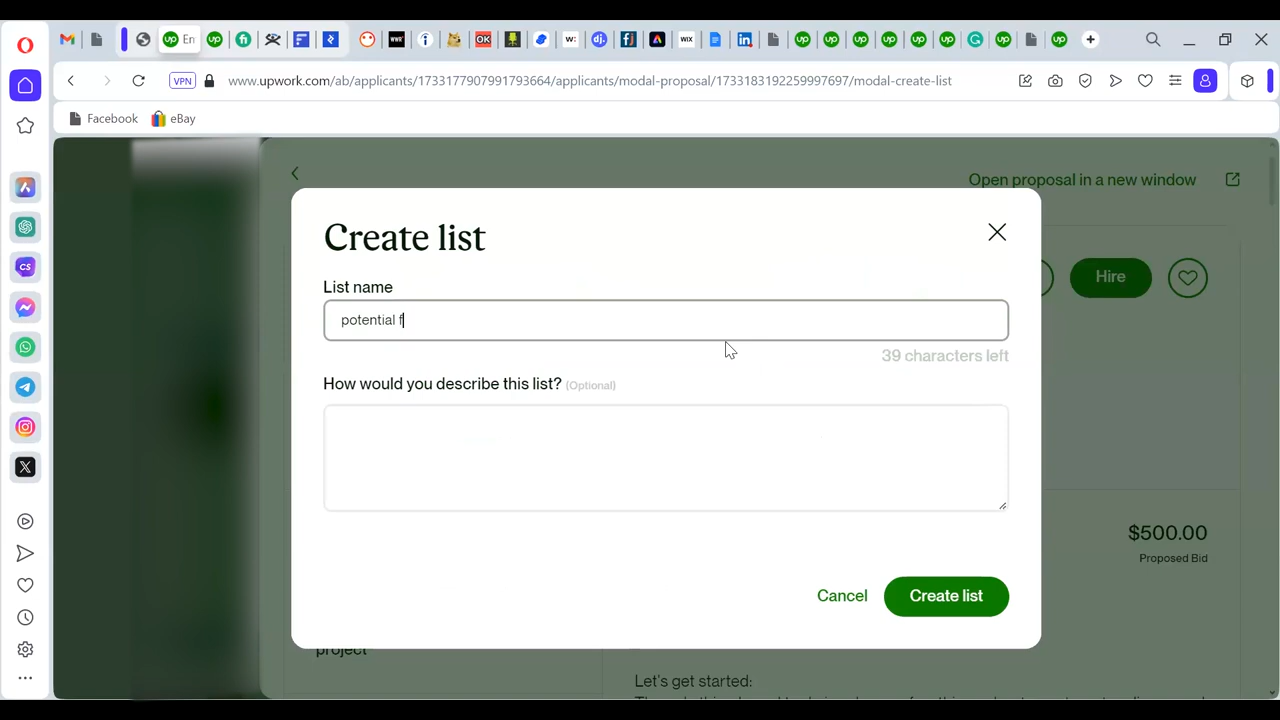 En
www.upwork.com/ab/applicants/1733177907991793664/applicants/modal-proposal/1733183192259997697/modal-create-list
VPN
Facebook
eBay
Open proposal in a new window
Create list
Hire
List name
potential f
39 characters left
How would you describe this list? (Optional)
$500.00
Proposed Bid
Cancel
Create list
project
Let's get started: